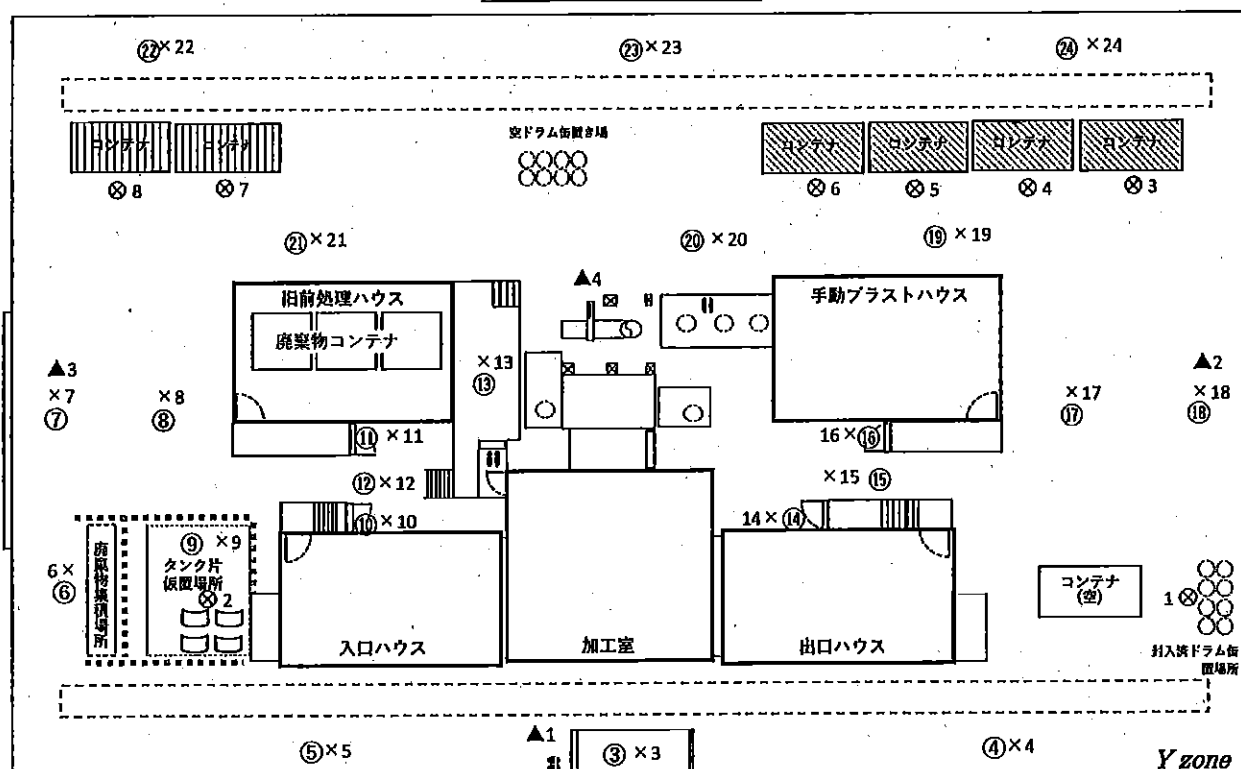 ㉒×22 ㉓×23 ㉔×24
コンテナ コンテナ 空ドラム缶置き場 コンテナ コンテナ コンテナ コンテナ
⊗8 ⊗7 ⊗6 ⊗5 ⊗4 ⊗3
㉑×21 ⑳×20 ⑲×19
▲4
旧前処理ハウス 手動ブラストハウス
廃棄物コンテナ
▲3 ×13 ▲2
×7 ×8 ⑬ ×17 ×18
⑦ ⑧ ⑰ ⑱
⑪×11 16×⑯
⑫×12 ×15⑮
⑩×10 14×⑭
⑨ ×9
タンク片
仮置場所
⊗2
6×
⑥
廃棄物集積場所
コンテナ
(空)
1⊗
入口ハウス 加工室 出口ハウス
封入済ドラム缶
置場所
▲1
⑤×5 ③×3 ④×4
Y zone